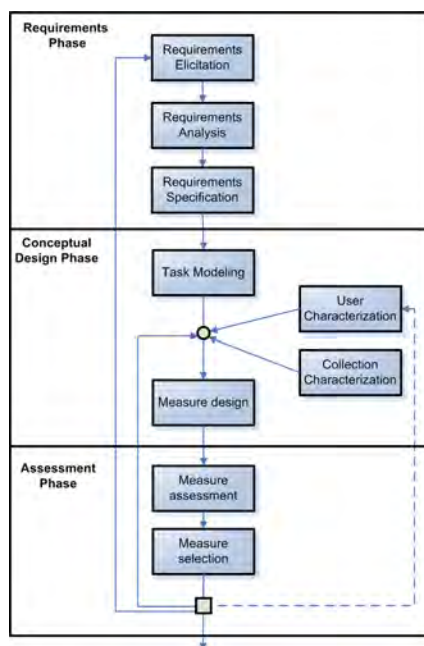 Requirements
Phase
Requirements
Elicitation
Requirements
Analysis
Requirements
Specification
Conceptual
Design Phase
Task Modeling
User
Characterization
Collection
Characterization
Measure design
Assessment
Phase
Measure
assessment
Measure
selection